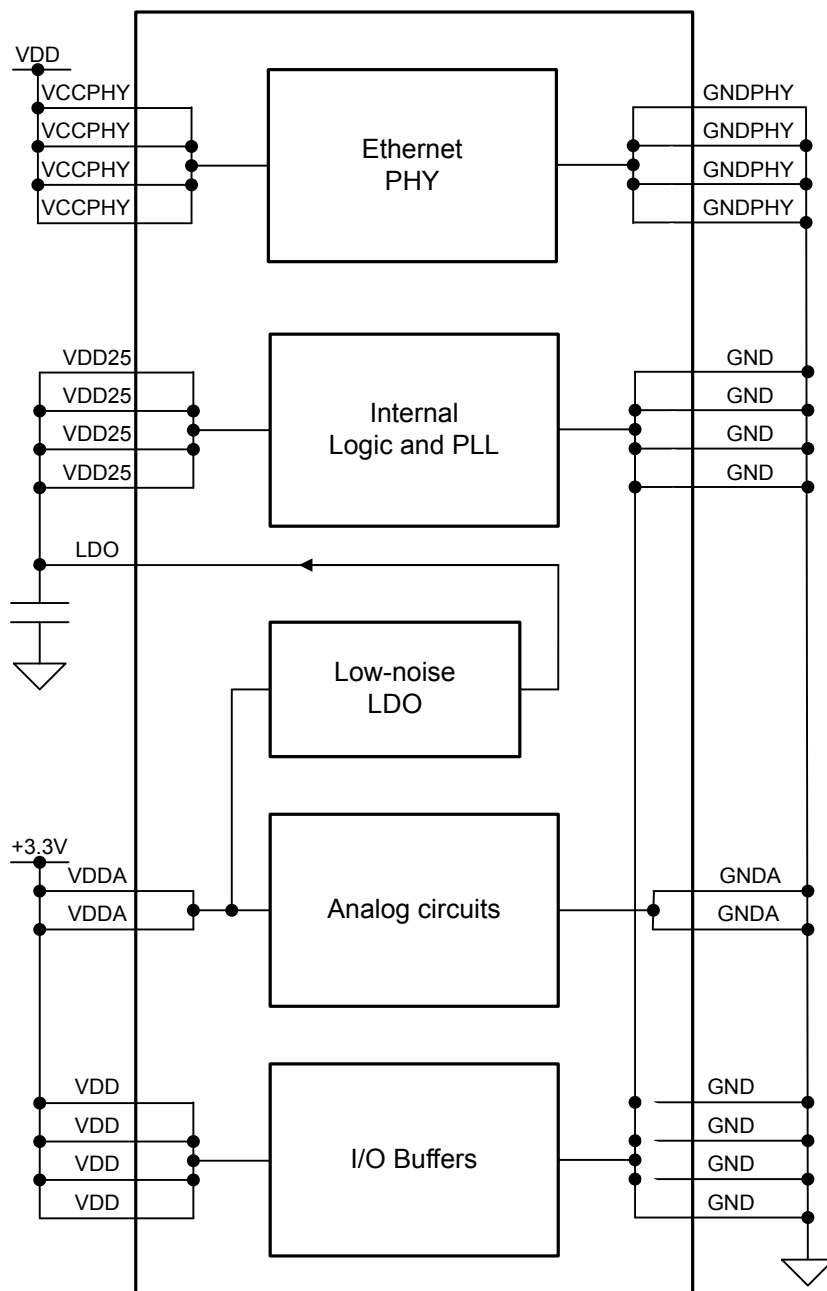 VDD
VCCPHY
VCCPHY
VCCPHY
VCCPHY
Ethernet
PHY
GNDPHY
GNDPHY
GNDPHY
GNDPHY
VDD25
VDD25
VDD25
VDD25
Internal
Logic and PLL
GND
GND
GND
GND
LDO
Low-noise
LDO
+3.3V
VDDA
VDDA
Analog circuits
GNDA
GNDA
VDD
VDD
VDD
VDD
I/O Buffers
GND
GND
GND
GND